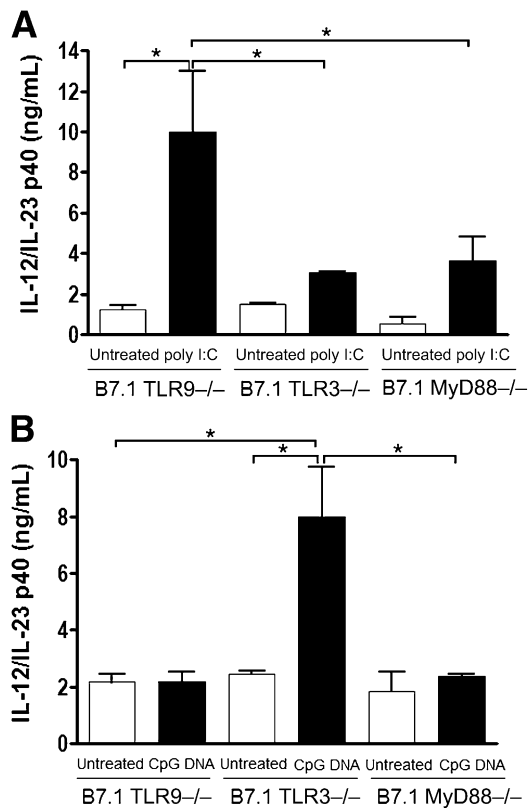 A
* * *
IL-12/IL-23 p40 (ng/mL)
14
12
10
8
6
4
2
0
Untreated poly I:C Untreated poly I:C Untreated poly I:C
B7.1 TLR9–/– B7.1 TLR3–/– B7.1 MyD88–/–
B
* * *
IL-12/IL-23 p40 (ng/mL)
10
8
6
4
2
0
Untreated CpG DNA Untreated CpG DNA Untreated CpG DNA
B7.1 TLR9–/– B7.1 TLR3–/– B7.1 MyD88–/–